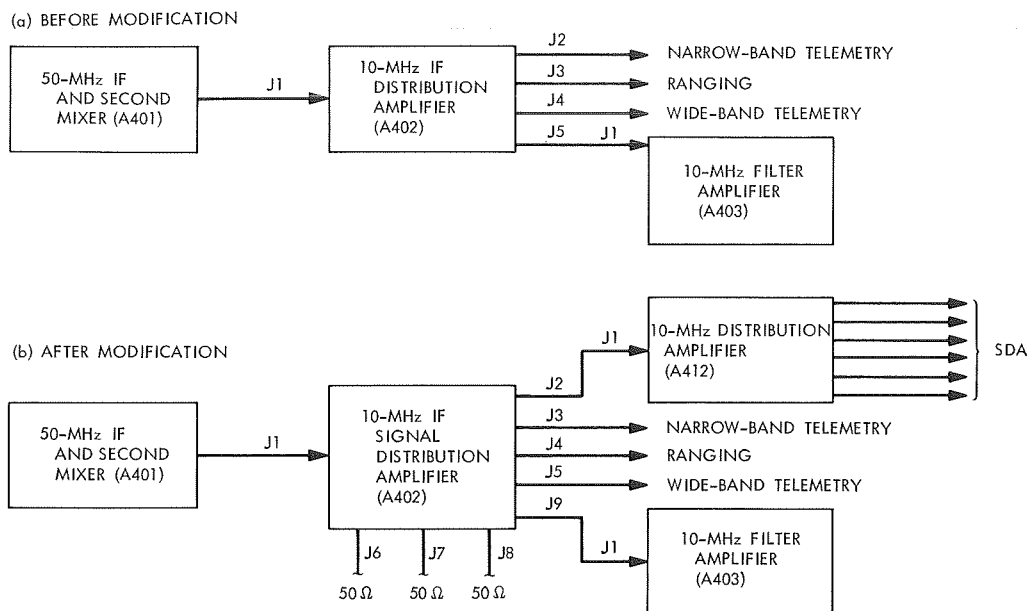 (a) BEFORE MODIFICATION
50-MHz IF
AND SECOND
MIXER (A401)
J1
10-MHz IF
DISTRIBUTION
AMPLIFIER
(A402)
J2
NARROW-BAND TELEMETRY
J3
RANGING
J4
WIDE-BAND TELEMETRY
J5
J1
10-MHz FILTER
AMPLIFIER
(A403)
(b) AFTER MODIFICATION
50-MHz IF
AND SECOND
MIXER (A401)
J1
10-MHz IF
SIGNAL
DISTRIBUTION
AMPLIFIER
(A402)
J2
J1
10-MHz DISTRIBUTION
AMPLIFIER
(A412)
SDA
J3
NARROW-BAND TELEMETRY
J4
RANGING
J5
WIDE-BAND TELEMETRY
J9
J1
10-MHz FILTER
AMPLIFIER
(A403)
J6
J7
J8
50 Ω
50 Ω
50 Ω